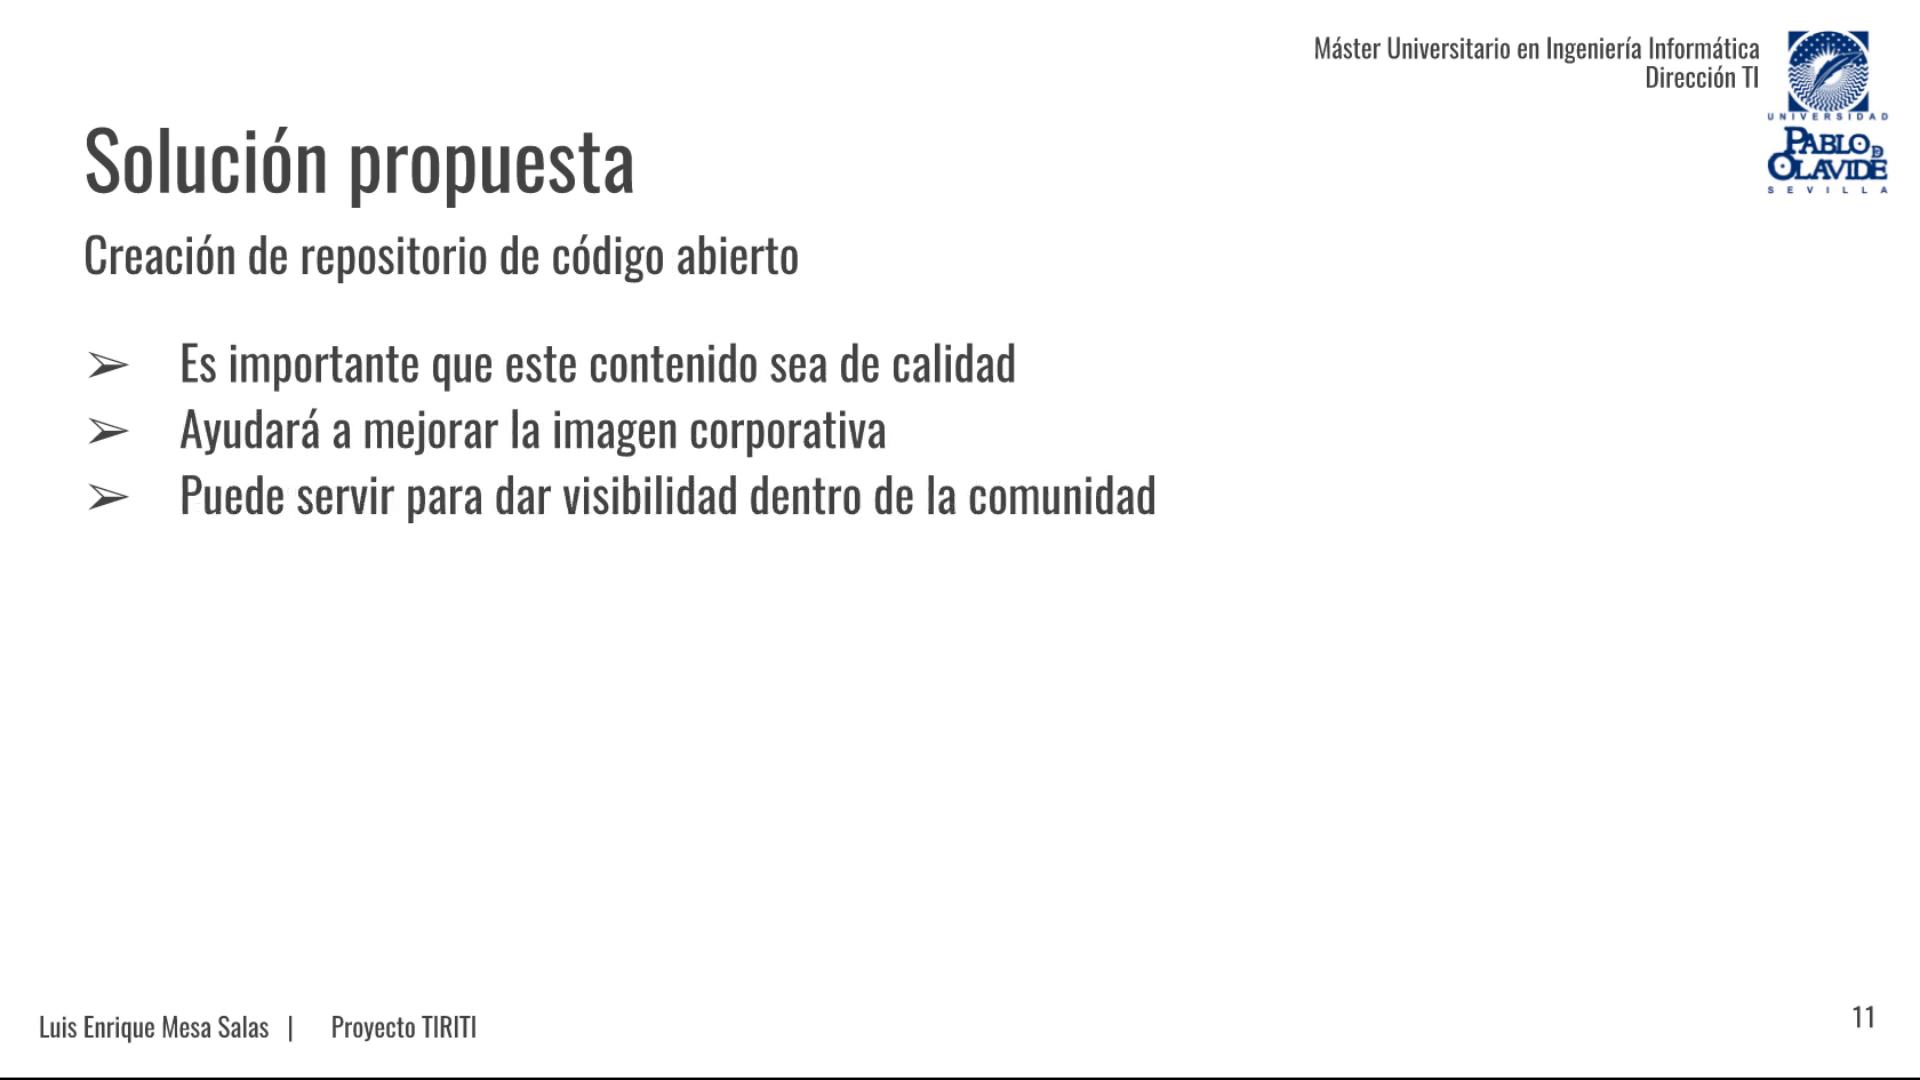 Máster Universitario en Ingeniería Informática
Dirección TI
UNIVERSIDAD
PABLO DE
OLAVIDE
SEVILLA
Solución propuesta
Creación de repositorio de código abierto
➢ Es importante que este contenido sea de calidad
➢ Ayudará a mejorar la imagen corporativa
➢ Puede servir para dar visibilidad dentro de la comunidad
Luis Enrique Mesa Salas | Proyecto TIRITI
11